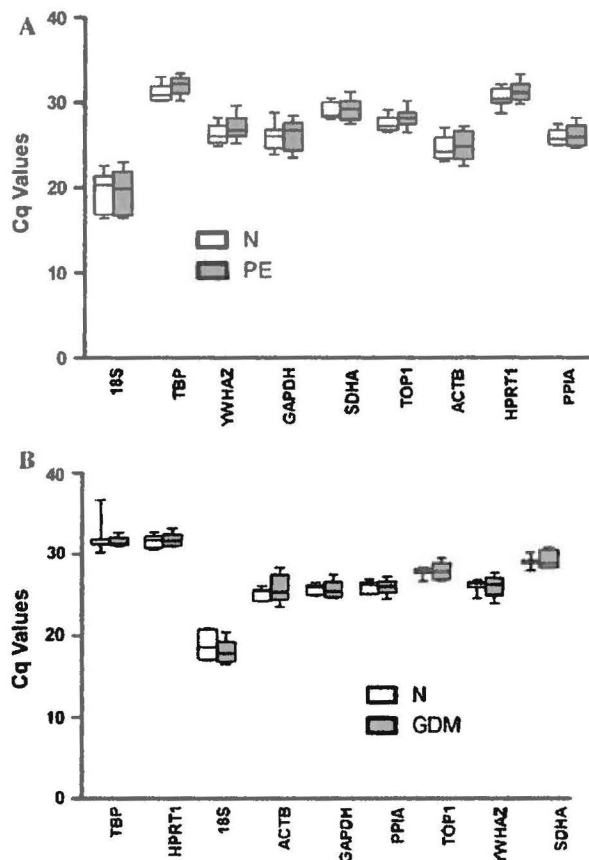 A
40
30
20
10
0
Cq Values
N
PE
18S
TBP
YWHAZ
GAPDH
SDHA
TOP1
ACTB
HPRT1
PPIA
B
40
30
20
10
0
Cq Values
N
GDM
TBP
HPRT1
18S
ACTB
GAPDH
PPIA
TOP1
YWHAZ
SDHA